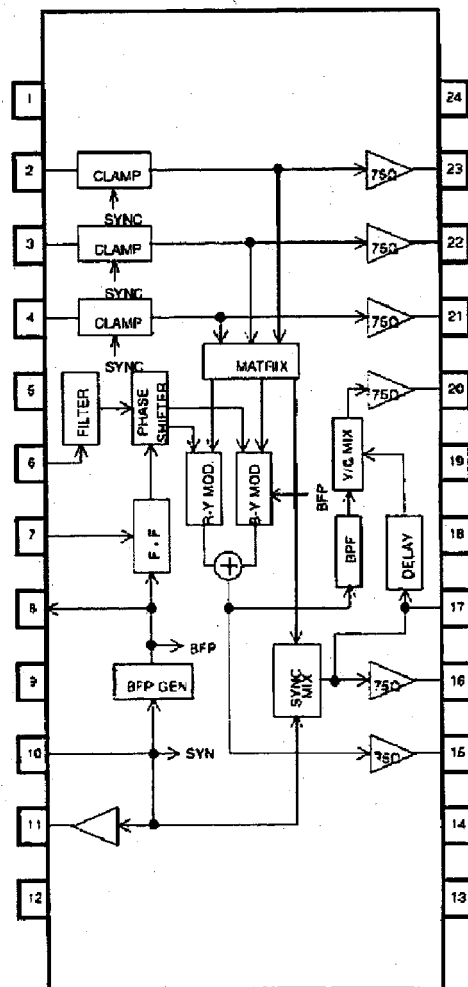 1 24
2 CLAMP 75Ω 23
SYNC
3 CLAMP 75Ω 22
SYNC
4 CLAMP 75Ω 21
SYNC
MATRIX
5 FILTER PHASE SHIFTER 75Ω 20
6 R-Y MOD. B-Y MOD Y/C MIX 19
BFP
7 F.F BPF DELAY 18
8 17
BFP
9 BFP GEN SYNC MIX 75Ω 16
10 SYN 75Ω 15
11 14
12 13